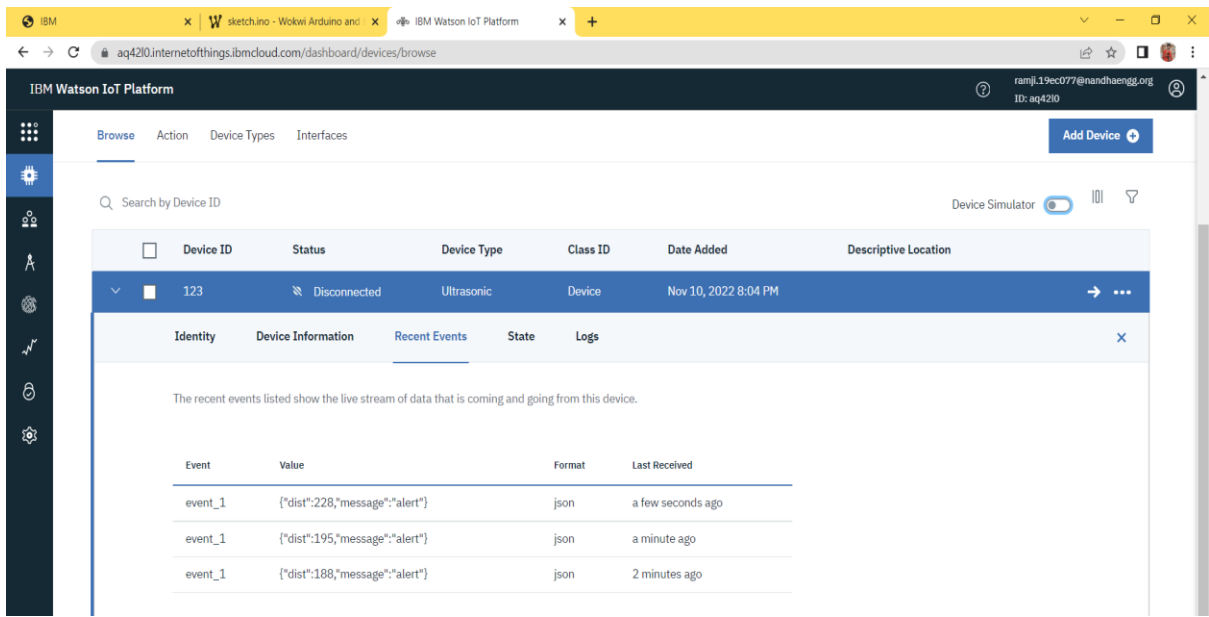 IBM
sketch.ino - Wokwi Arduino and
IBM Watson IoT Platform
aq42l0.internetofthings.ibmcloud.com/dashboard/devices/browse
IBM Watson IoT Platform
ramji.19ec077@nandhaengg.org
ID: aq42l0
Browse Action Device Types Interfaces
Add Device
Search by Device ID
Device Simulator
Device ID Status Device Type Class ID Date Added Descriptive Location
123 Disconnected Ultrasonic Device Nov 10, 2022 8:04 PM
Identity Device Information Recent Events State Logs
The recent events listed show the live stream of data that is coming and going from this device.
Event Value Format Last Received
event_1 {"dist":228,"message":"alert"} json a few seconds ago
event_1 {"dist":195,"message":"alert"} json a minute ago
event_1 {"dist":188,"message":"alert"} json 2 minutes ago